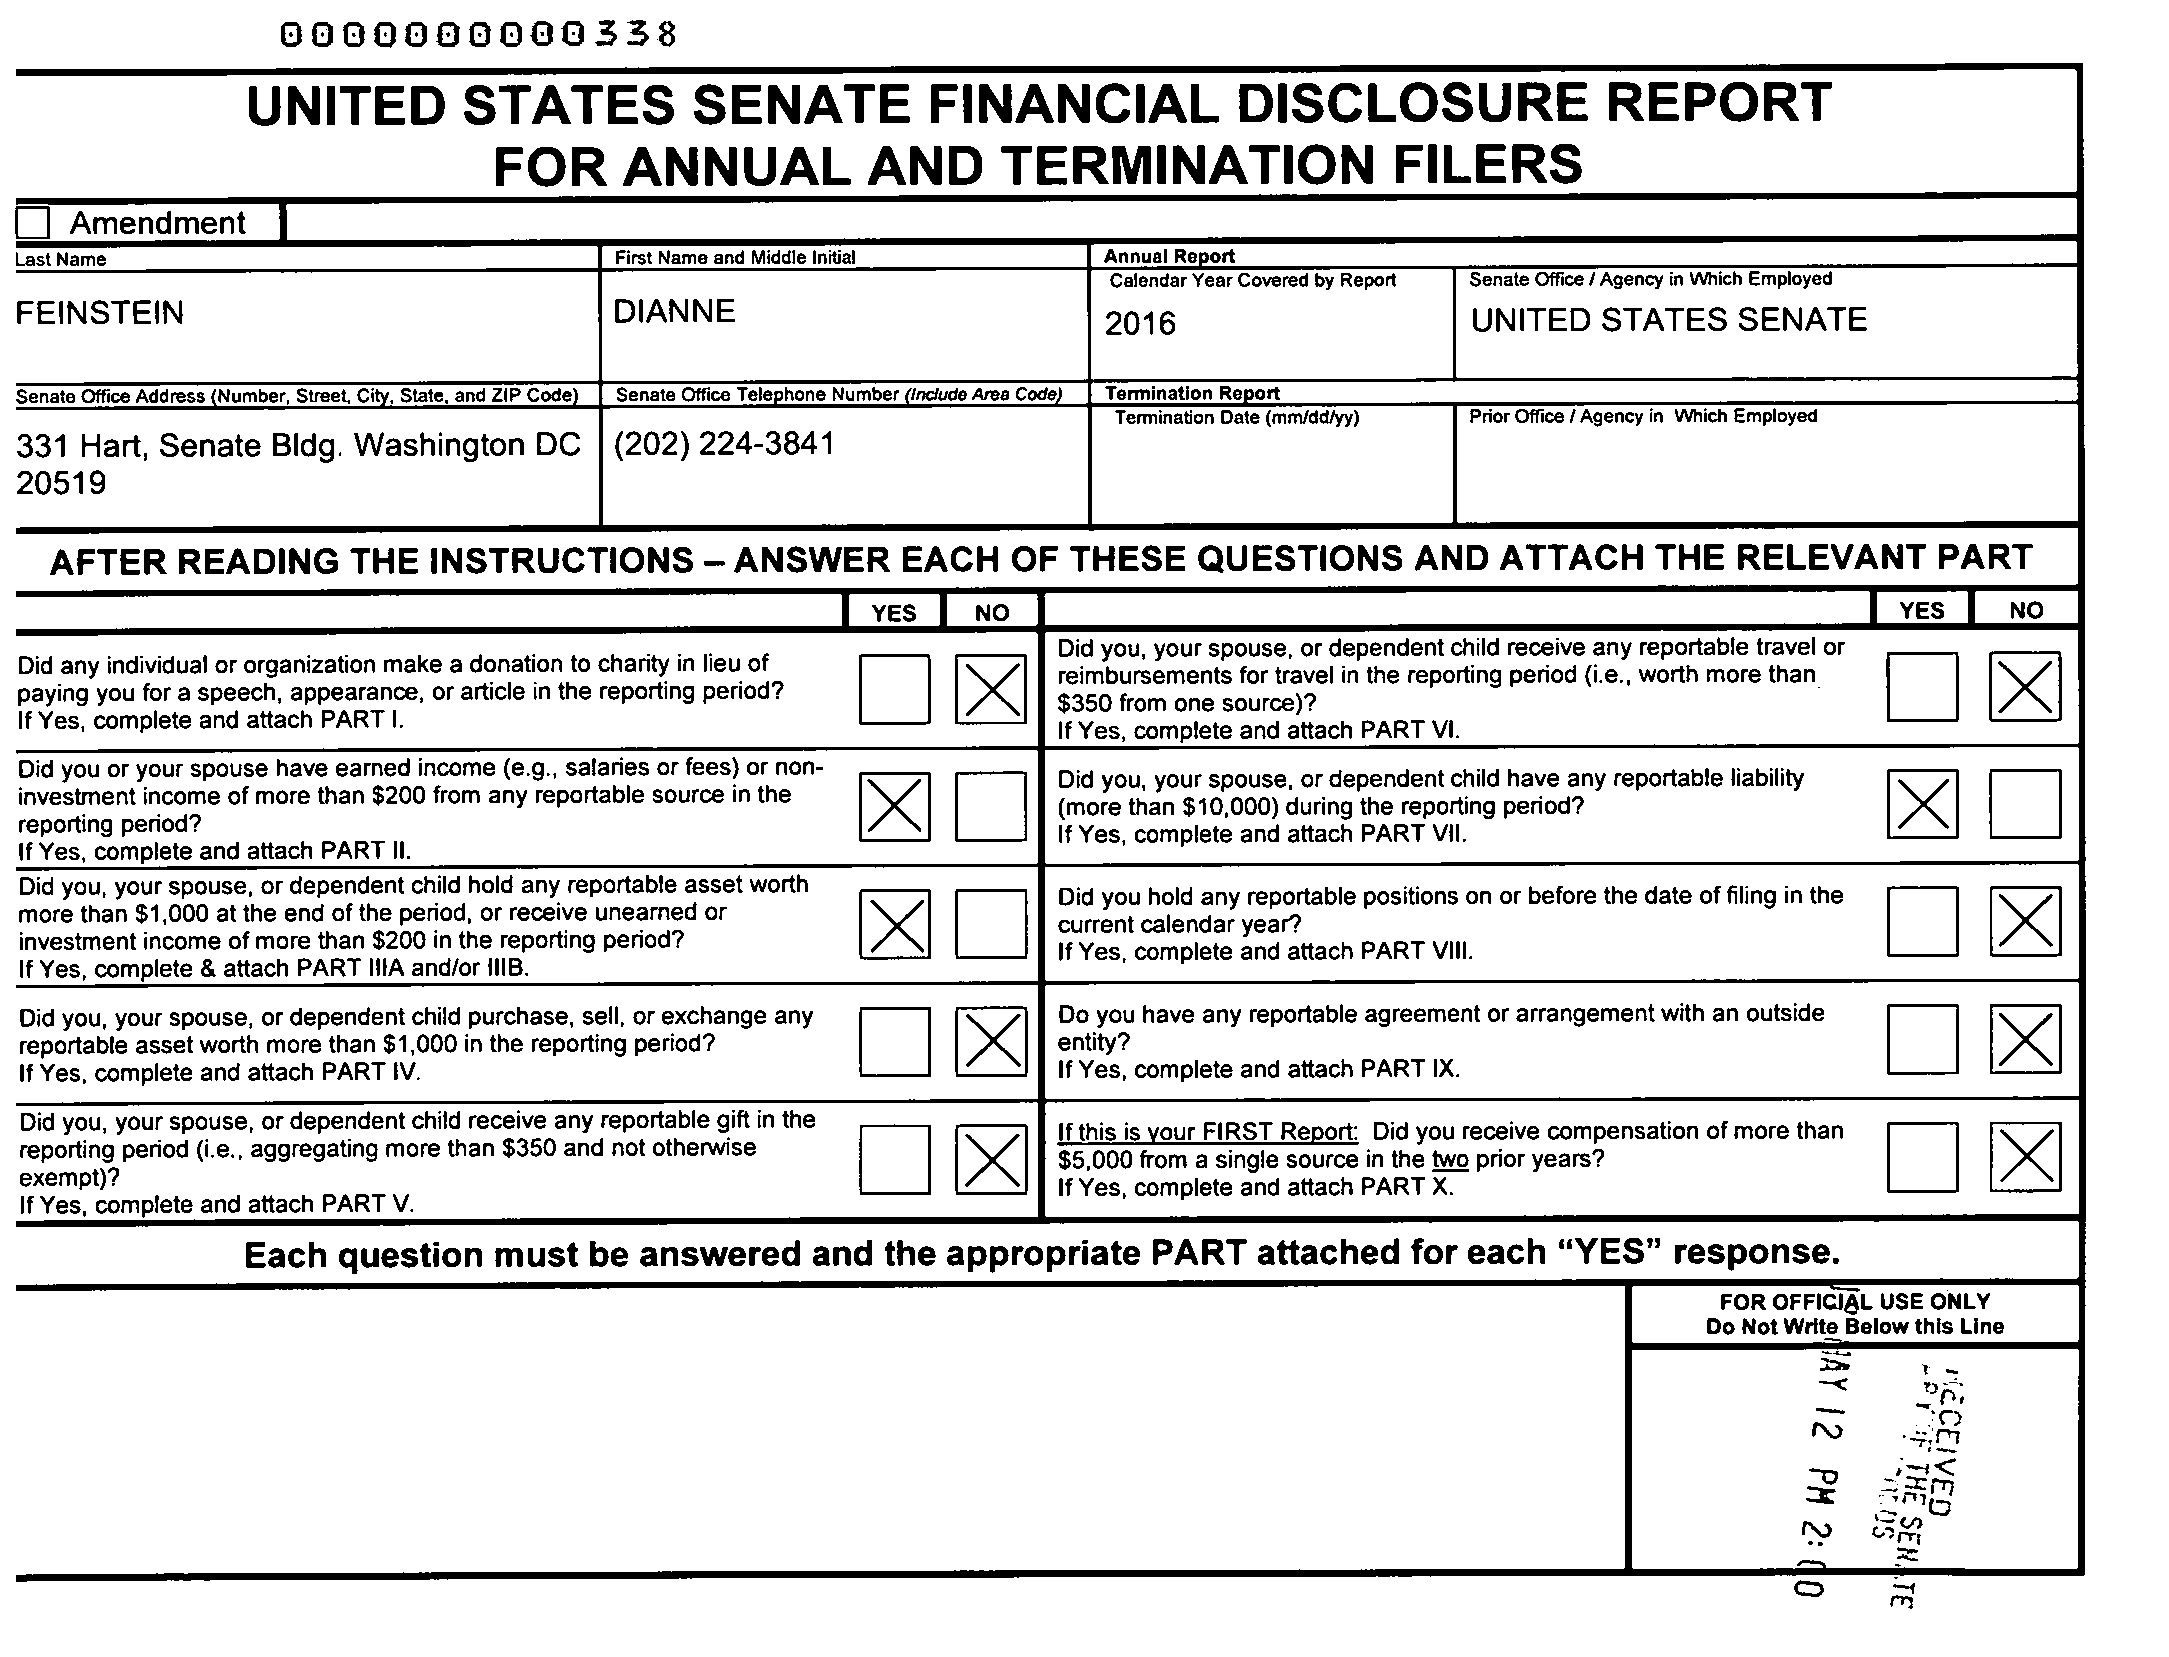 0000000000338
UNITED STATES SENATE FINANCIAL DISCLOSURE REPORT
FOR ANNUAL AND TERMINATION FILERS
Amendment
Last Name
First Name and Middle Initial
Annual Report
Calendar Year Covered by Report
Senate Office / Agency in Which Employed
FEINSTEIN
DIANNE
2016
UNITED STATES SENATE
Senate Office Address (Number, Street, City, State, and ZIP Code)
Senate Office Telephone Number (Include Area Code)
Termination Report
Termination Date (mm/dd/yy)
Prior Office / Agency in Which Employed
331 Hart, Senate Bldg. Washington DC
20519
(202) 224-3841
AFTER READING THE INSTRUCTIONS – ANSWER EACH OF THESE QUESTIONS AND ATTACH THE RELEVANT PART
YES NO
YES NO
Did any individual or organization make a donation to charity in lieu of
paying you for a speech, appearance, or article in the reporting period?
If Yes, complete and attach PART I.
Did you, your spouse, or dependent child receive any reportable travel or
reimbursements for travel in the reporting period (i.e., worth more than
$350 from one source)?
If Yes, complete and attach PART VI.
Did you or your spouse have earned income (e.g., salaries or fees) or non-
investment income of more than $200 from any reportable source in the
reporting period?
If Yes, complete and attach PART II.
Did you, your spouse, or dependent child have any reportable liability
(more than $10,000) during the reporting period?
If Yes, complete and attach PART VII.
Did you, your spouse, or dependent child hold any reportable asset worth
more than $1,000 at the end of the period, or receive unearned or
investment income of more than $200 in the reporting period?
If Yes, complete & attach PART IIIA and/or IIIB.
Did you hold any reportable positions on or before the date of filing in the
current calendar year?
If Yes, complete and attach PART VIII.
Did you, your spouse, or dependent child purchase, sell, or exchange any
reportable asset worth more than $1,000 in the reporting period?
If Yes, complete and attach PART IV.
Do you have any reportable agreement or arrangement with an outside
entity?
If Yes, complete and attach PART IX.
Did you, your spouse, or dependent child receive any reportable gift in the
reporting period (i.e., aggregating more than $350 and not otherwise
exempt)?
If Yes, complete and attach PART V.
If this is your FIRST Report: Did you receive compensation of more than
$5,000 from a single source in the two prior years?
If Yes, complete and attach PART X.
Each question must be answered and the appropriate PART attached for each “YES” response.
FOR OFFICIAL USE ONLY
Do Not Write Below this Line
RECEIVED
THE SENATE
MAY 12 PM 2:00